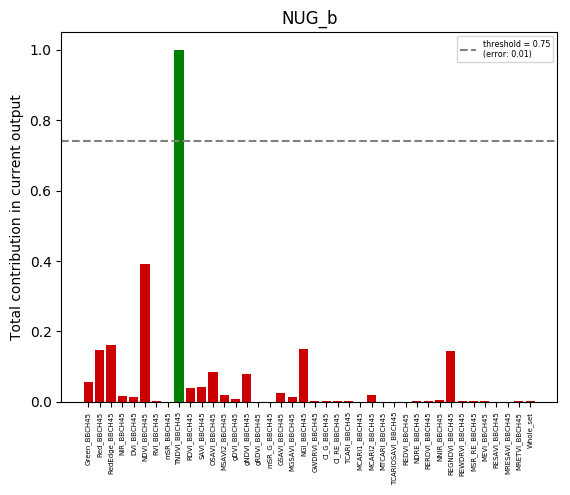 NUG_b
threshold = 0.75
(error: 0.01)
Total contribution in current output
1.0
0.8
0.6
0.4
0.2
0.0
Green_BBCH45
Red_BBCH45
RedEdge_BBCH45
NIR_BBCH45
DVI_BBCH45
NDVI_BBCH45
RVI_BBCH45
mSR_BBCH45
TNDVI_BBCH45
RDVI_BBCH45
SAVI_BBCH45
OSAVI_BBCH45
MSAVI2_BBCH45
gDVI_BBCH45
gNDVI_BBCH45
gRDVI_BBCH45
mSR_G_BBCH45
GSAVI_BBCH45
MGSAVI_BBCH45
NGI_BBCH45
GWDRVI_BBCH45
CI_G_BBCH45
CI_RE_BBCH45
TCARI_BBCH45
MCARI1_BBCH45
MCARI2_BBCH45
MTCARI_BBCH45
TCARIOSAVI_BBCH45
REDVI_BBCH45
NDRE_BBCH45
RERDVI_BBCH45
NNIR_BBCH45
REGNDVI_BBCH45
REWDRVI_BBCH45
MSR_RE_BBCH45
MEVI_BBCH45
RESAVI_BBCH45
MRESAVI_BBCH45
MRETVI_BBCH45
Whole_set